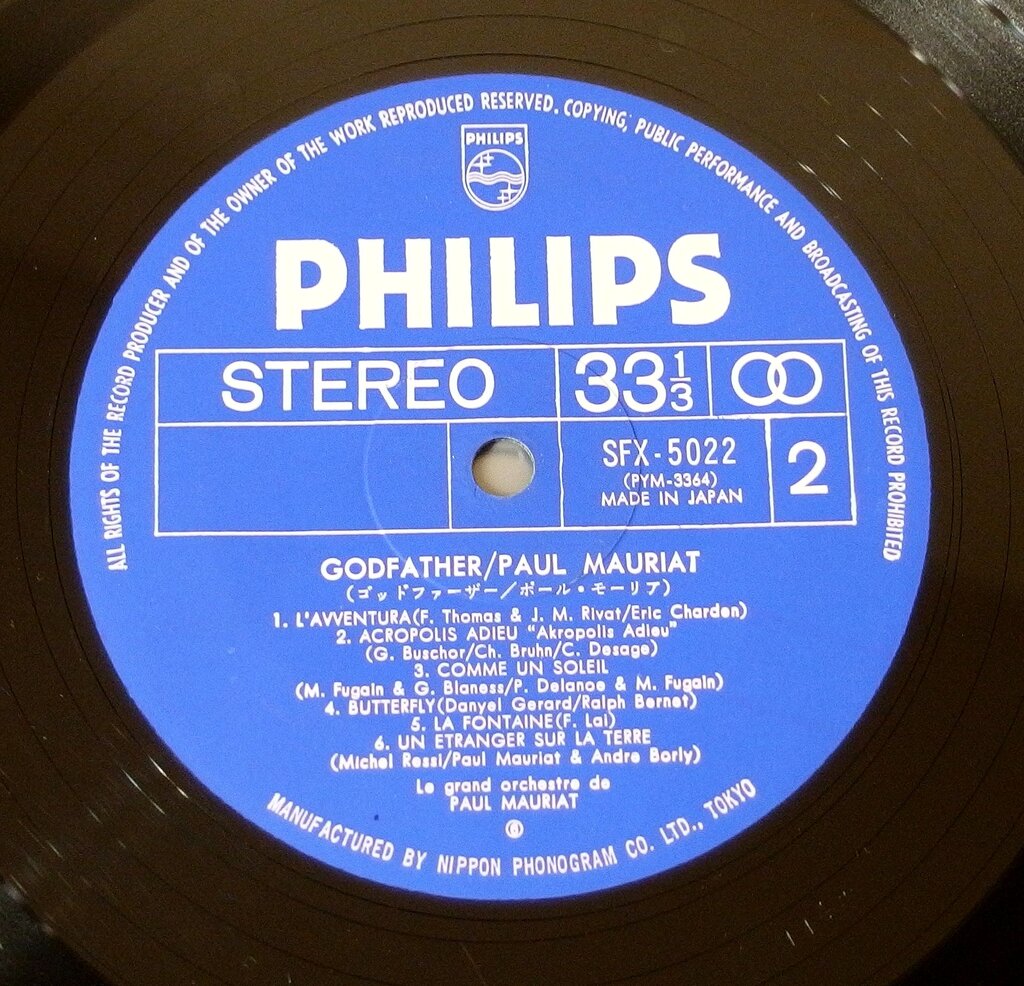 ALL RIGHTS OF THE RECORD PRODUCER AND OF THE OWNER OF THE WORK REPRODUCED RESERVED. COPYING, PUBLIC PERFORMANCE AND BROADCASTING OF THIS RECORD PROHIBITED
PHILIPS
PHILIPS
STEREO 33 1/3
SFX-5022
(PYM-3364)
MADE IN JAPAN
2
GODFATHER/PAUL MAURIAT
(ゴッドファーザー/ポール・モーリア)
1. L'AVVENTURA(F. Thomas & J. M. Rivat/Eric Charden)
2. ACROPOLIS ADIEU "Akropolis Adieu"
(G. Buschor/Ch. Bruhn/C. Desage)
3. COMME UN SOLEIL
(M. Fugain & G. Blaness/P. Delanoe & M. Fugain)
4. BUTTERFLY(Danyel Gerard/Ralph Bernet)
5. LA FONTAINE(F. Lai)
6. UN ETRANGER SUR LA TERRE
(Michel Ressi/Paul Mauriat & Andre Borly)
Le grand orchestre de
PAUL MAURIAT
MANUFACTURED BY NIPPON PHONOGRAM CO. LTD., TOKYO